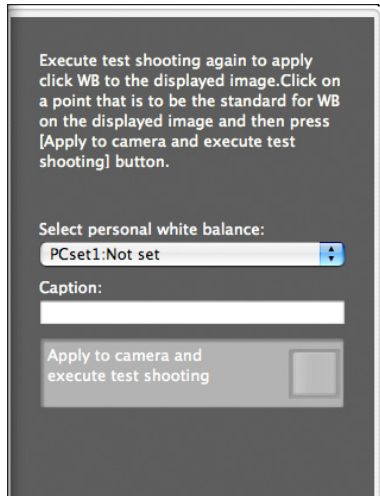 Execute test shooting again to apply
click WB to the displayed image.Click on
a point that is to be the standard for WB
on the displayed image and then press
[Apply to camera and execute test
shooting] button.
Select personal white balance:
PCset1:Not set
Caption:
Apply to camera and
execute test shooting